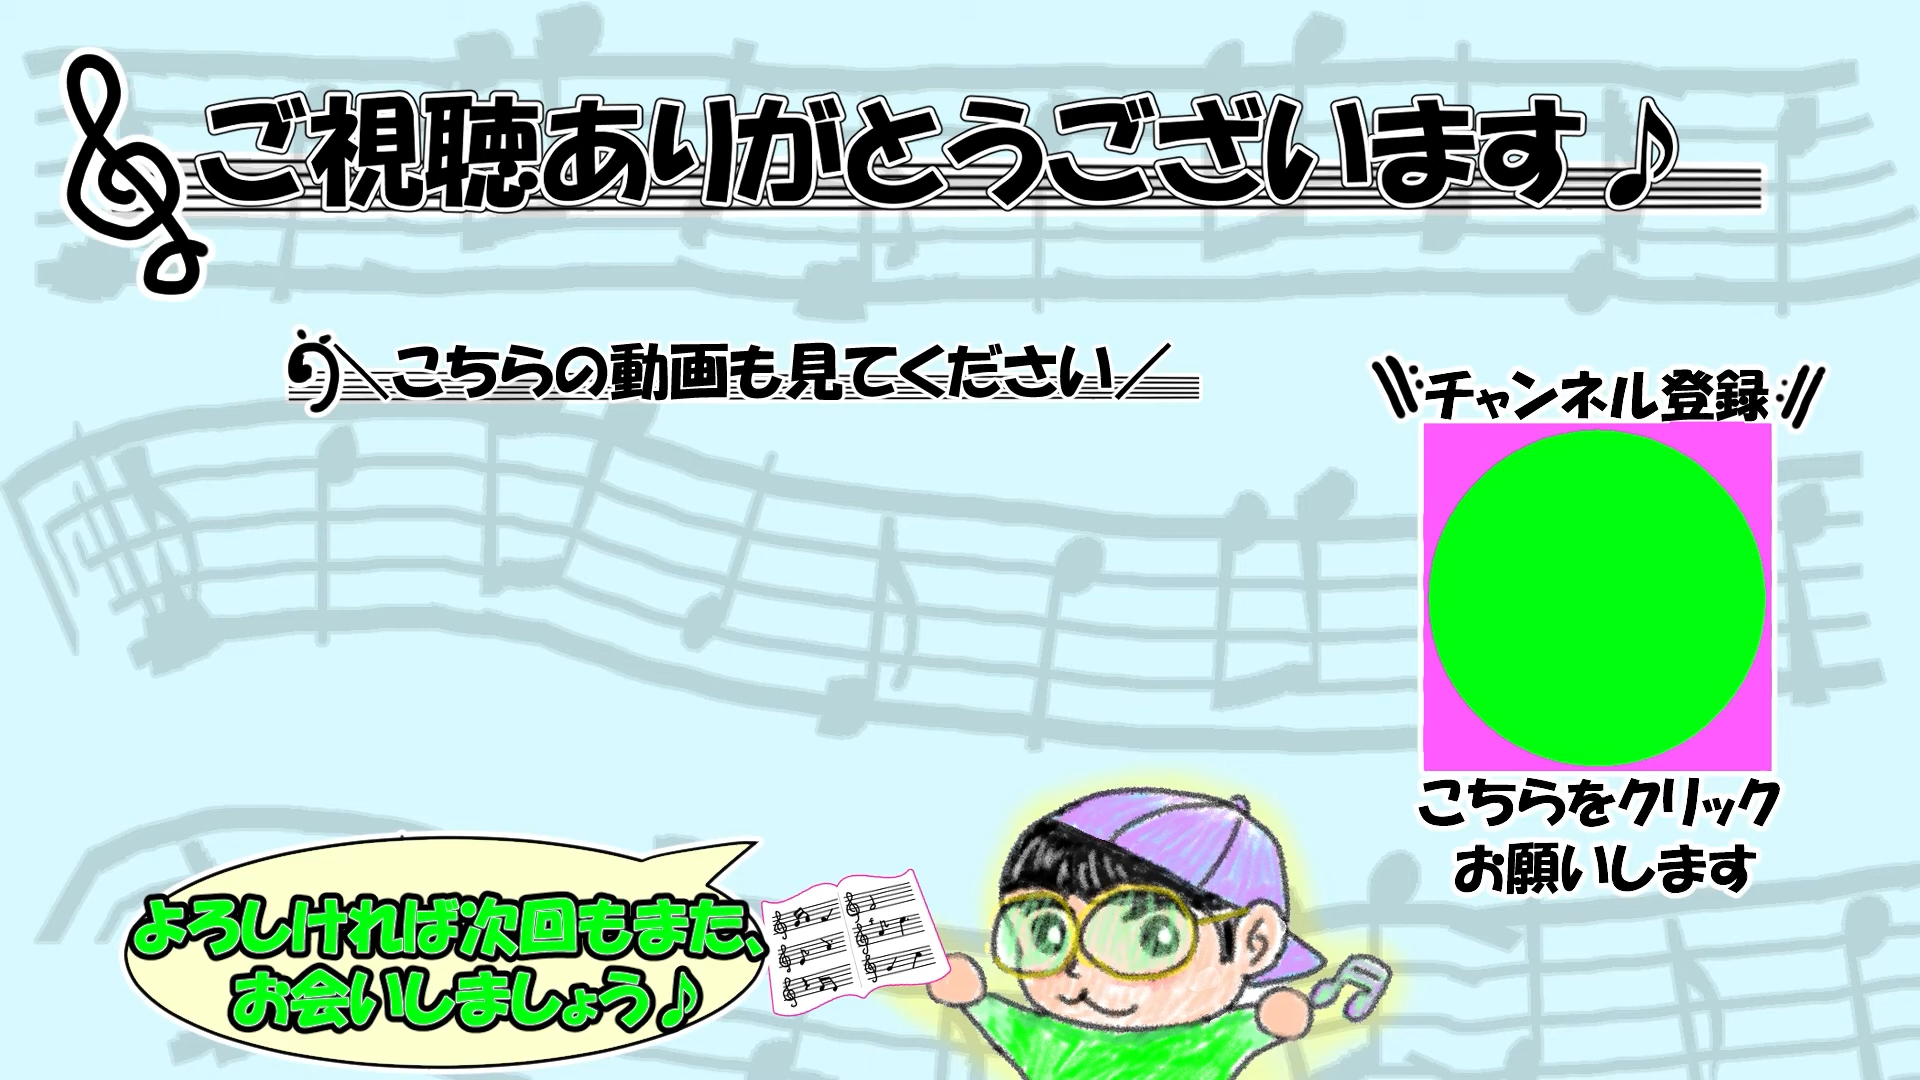 ご視聴ありがとうございます♪
＼こちらの動画も見てください／
チャンネル登録
こちらをクリック
お願いします
よろしければ次回もまた、
お会いしましょう♪